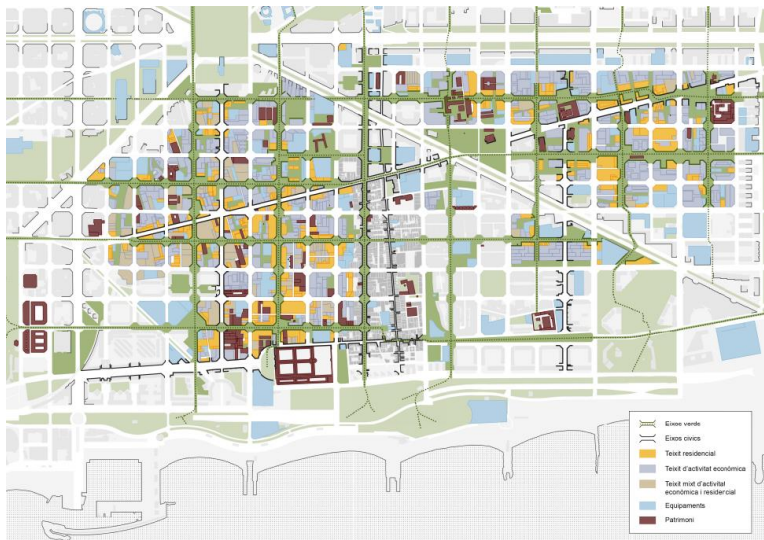 Eixos verds
Eixos cívics
Teixit residencial
Teixit d'activitat econòmica
Teixit mixt d'activitat
econòmica i residencial
Equipaments
Patrimoni